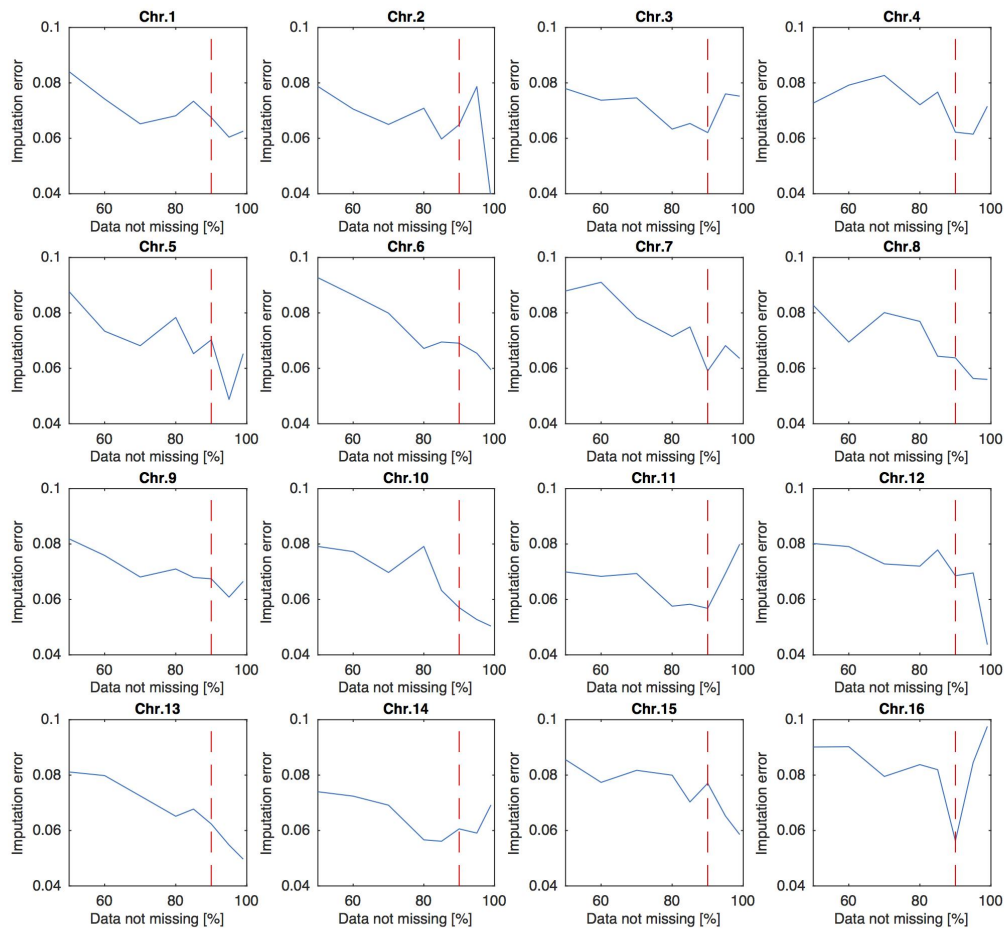 Chr.1
Chr.2
Chr.3
Chr.4
0.1
0.08
0.06
0.04
Imputation error
60
80
100
Data not missing [%]
0.1
0.08
0.06
0.04
Imputation error
60
80
100
Data not missing [%]
0.1
0.08
0.06
0.04
Imputation error
60
80
100
Data not missing [%]
0.1
0.08
0.06
0.04
Imputation error
60
80
100
Data not missing [%]
Chr.5
Chr.6
Chr.7
Chr.8
0.1
0.08
0.06
0.04
Imputation error
60
80
100
Data not missing [%]
0.1
0.08
0.06
0.04
Imputation error
60
80
100
Data not missing [%]
0.1
0.08
0.06
0.04
Imputation error
60
80
100
Data not missing [%]
0.1
0.08
0.06
0.04
Imputation error
60
80
100
Data not missing [%]
Chr.9
Chr.10
Chr.11
Chr.12
0.1
0.08
0.06
0.04
Imputation error
60
80
100
Data not missing [%]
0.1
0.08
0.06
0.04
Imputation error
60
80
100
Data not missing [%]
0.1
0.08
0.06
0.04
Imputation error
60
80
100
Data not missing [%]
0.1
0.08
0.06
0.04
Imputation error
60
80
100
Data not missing [%]
Chr.13
Chr.14
Chr.15
Chr.16
0.1
0.08
0.06
0.04
Imputation error
60
80
100
Data not missing [%]
0.1
0.08
0.06
0.04
Imputation error
60
80
100
Data not missing [%]
0.1
0.08
0.06
0.04
Imputation error
60
80
100
Data not missing [%]
0.1
0.08
0.06
0.04
Imputation error
60
80
100
Data not missing [%]